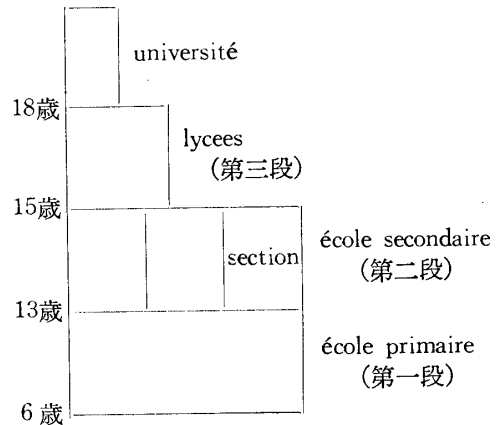 université
18歳
lycees
(第三段)
15歳
section
école secondaire
(第二段)
13歳
école primaire
(第一段)
6歳